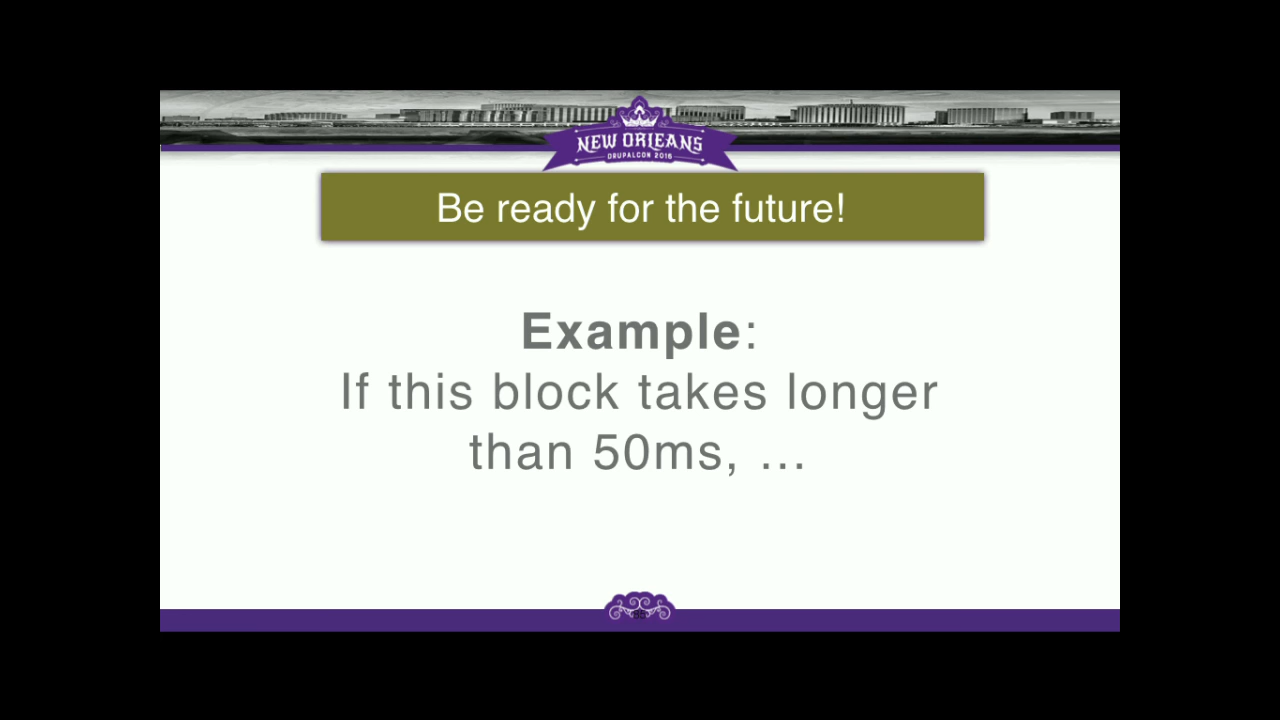 NEW ORLEANS
DRUPALCON 2016
Be ready for the future!
Example:
If this block takes longer
than 50ms, ...